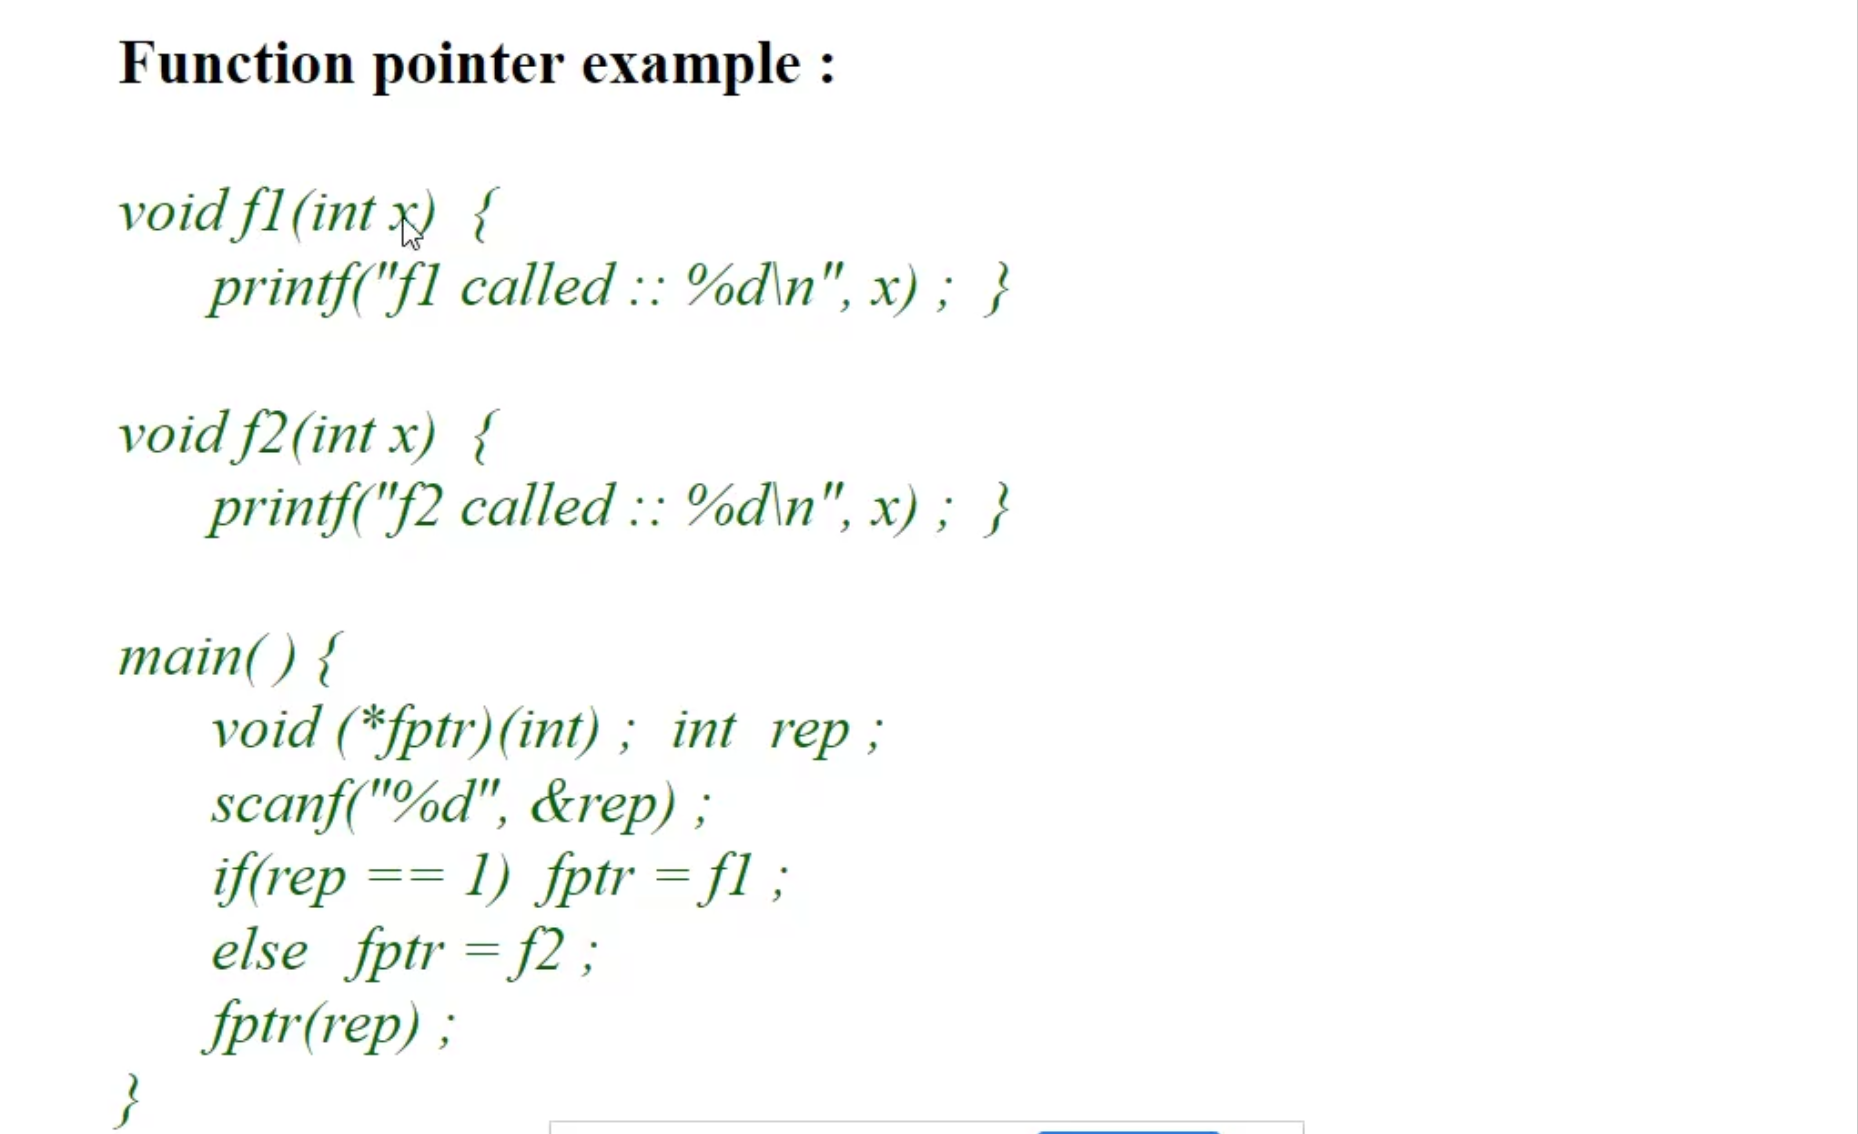 Function pointer example :
void f1(int x) {
printf("f1 called :: %d\n", x) ; }
void f2(int x) {
printf("f2 called :: %d\n", x) ; }
main( ) {
void (*fptr)(int) ; int rep ;
scanf("%d", &rep) ;
if(rep == 1) fptr = f1 ;
else fptr = f2 ;
fptr(rep) ;
}